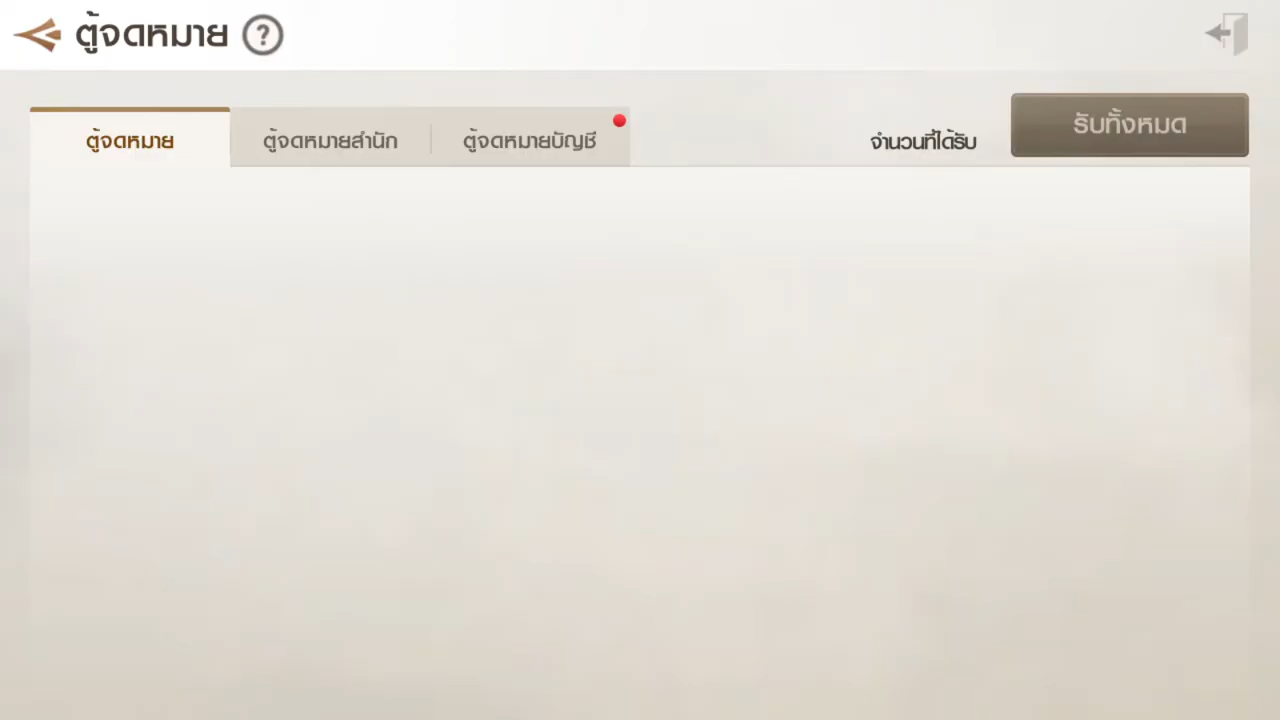 ตู้จดหมาย ?
ตู้จดหมาย
ตู้จดหมายสำนัก
ตู้จดหมายบัญชี
จำนวนที่ได้รับ
รับทั้งหมด